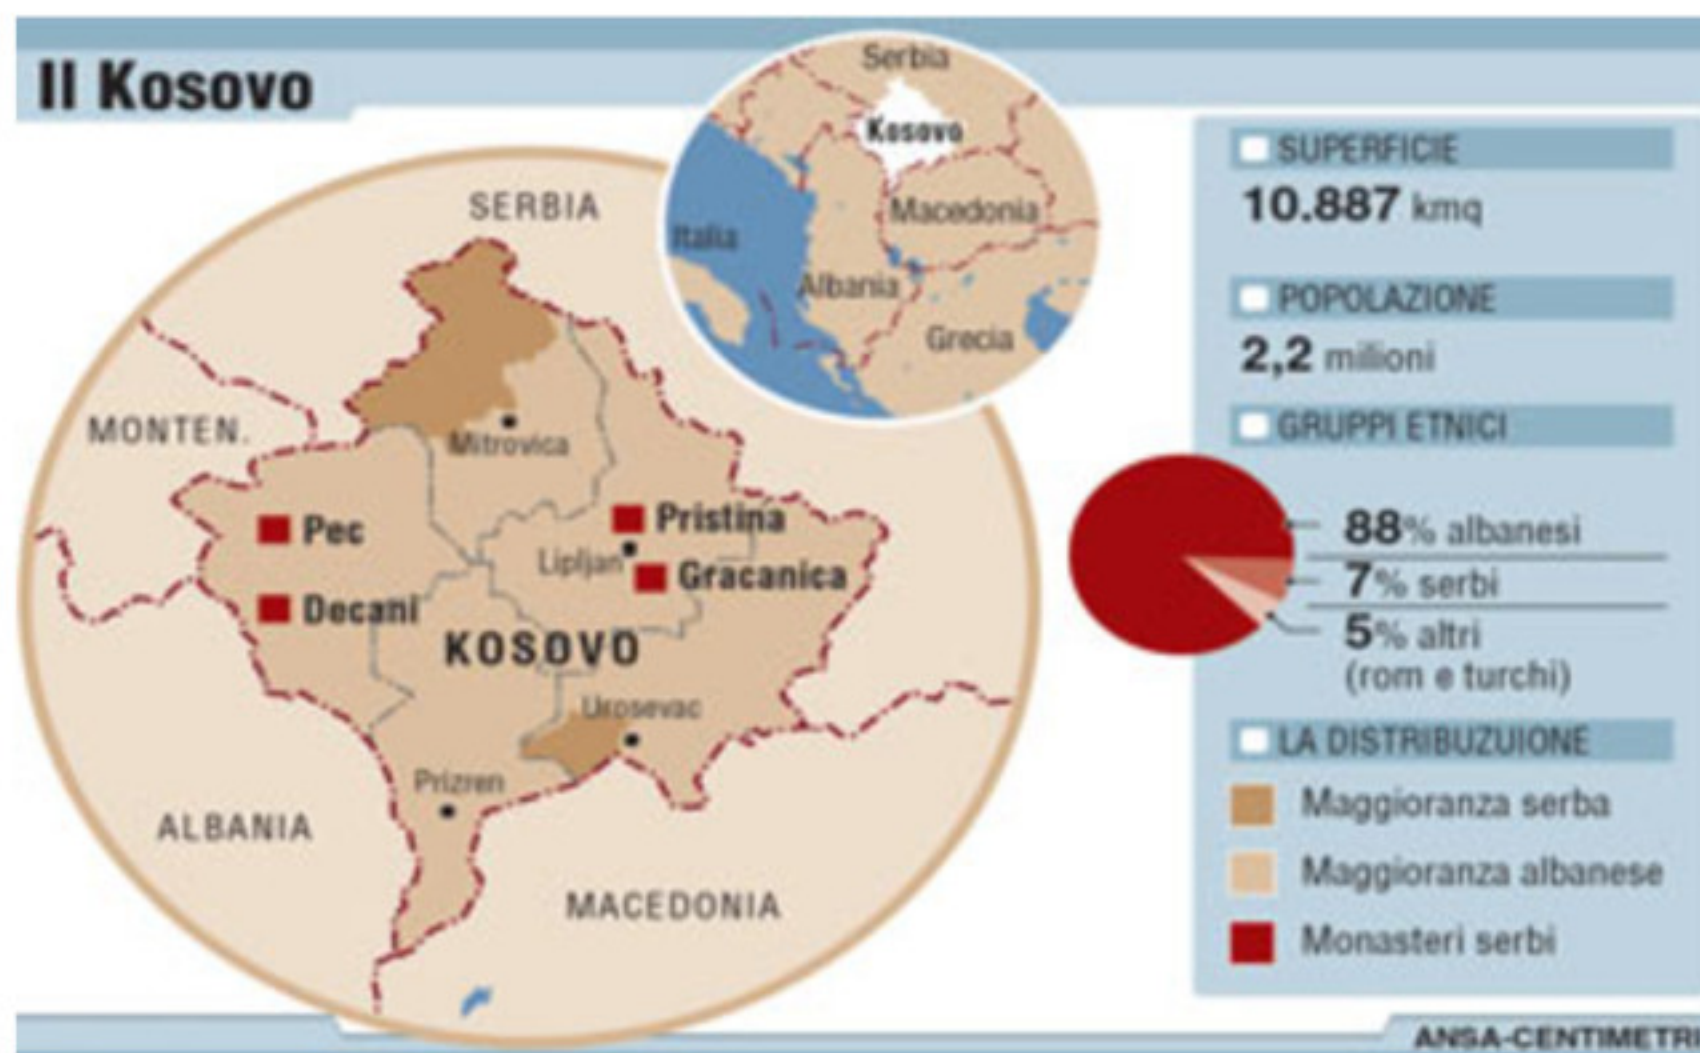 Il Kosovo
Serbia
Kosovo
Macedonia
Italia
Albania
Grecia
SERBIA
MONTEN.
Mitrovica
Pec
Pristina
Lipljan
Gracanica
Decani
KOSOVO
Urosevac
Prizren
ALBANIA
MACEDONIA
SUPERFICIE
10.887 kmq
POPOLAZIONE
2,2 milioni
GRUPPI ETNICI
88% albanesi
7% serbi
5% altri
(rom e turchi)
LA DISTRIBUZUIONE
Maggioranza serba
Maggioranza albanese
Monasteri serbi
ANSA-CENTIMETRI